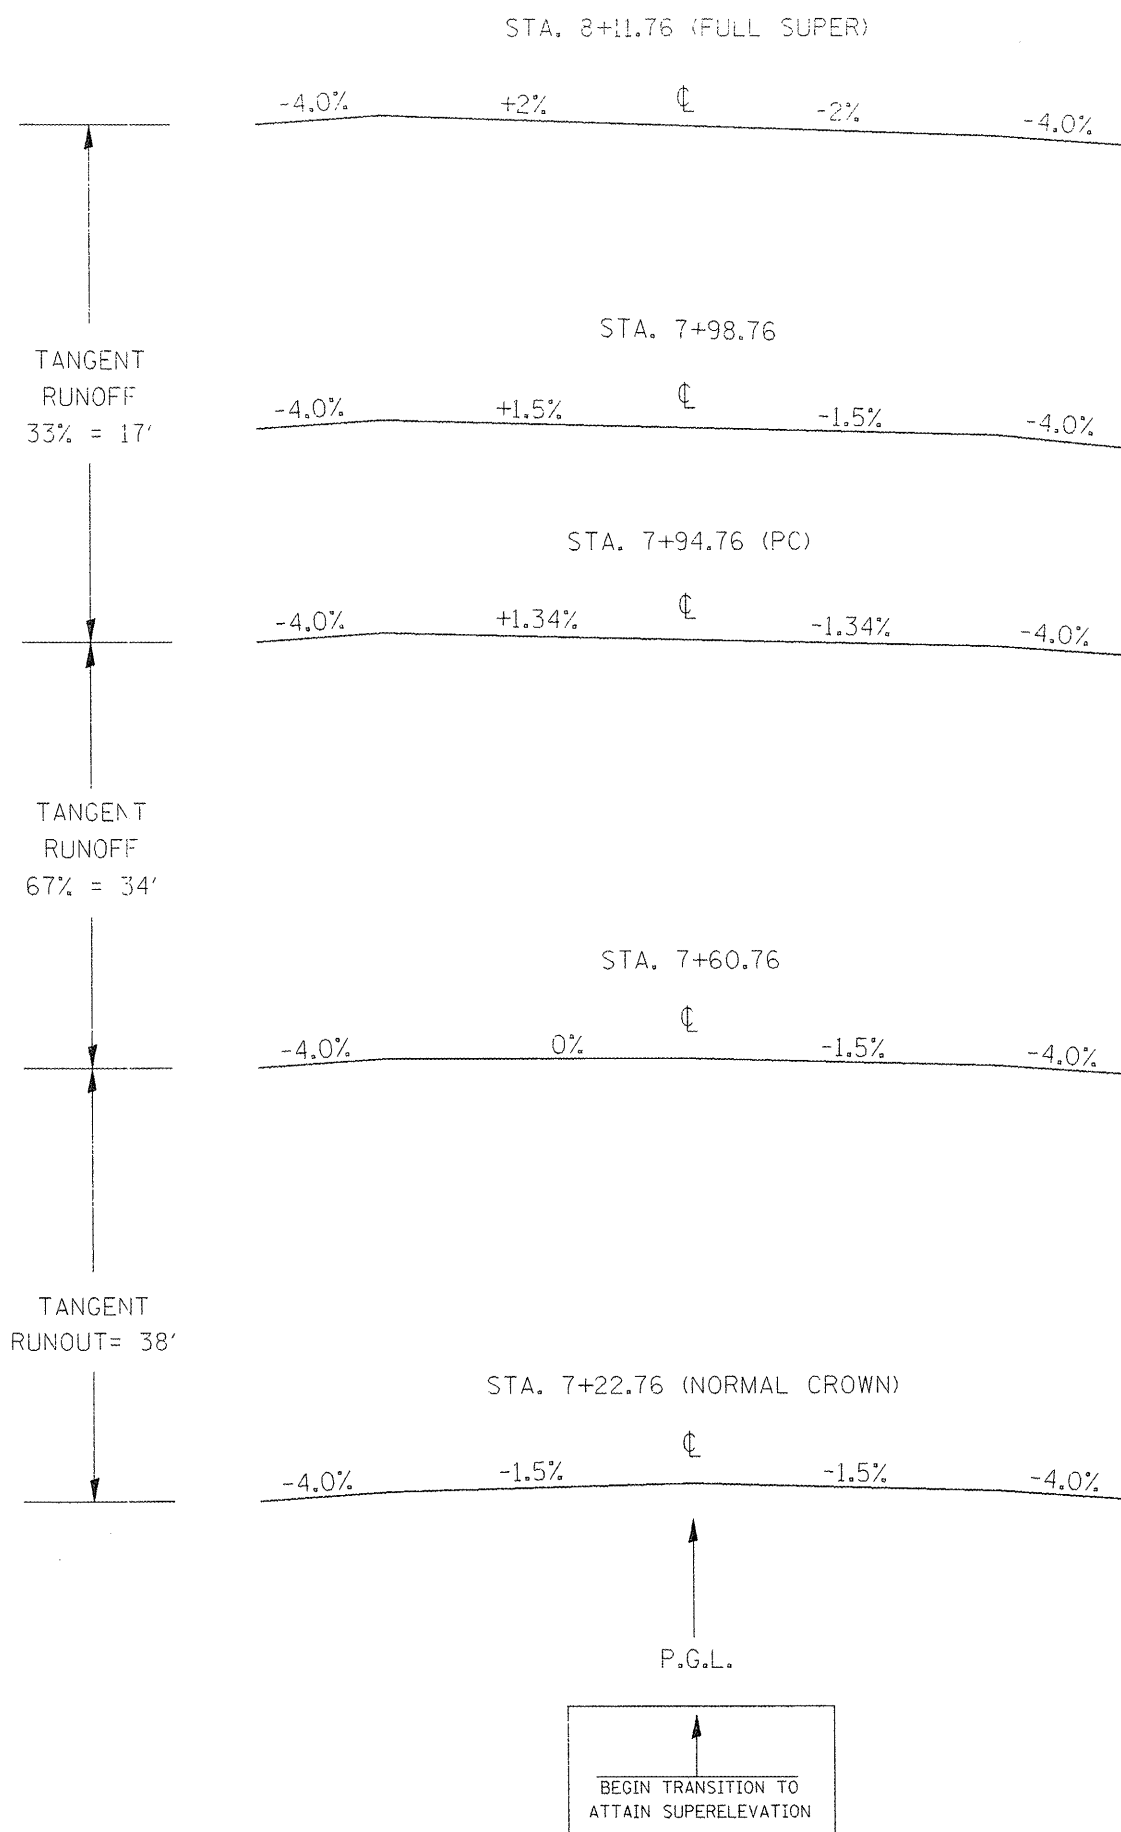 STA. 8+11.76 (FULL SUPER)
-4.0% +2% ℄ -2% -4.0%
STA. 7+98.76
TANGENT
RUNOFF
33% = 17'
-4.0% +1.5% ℄ -1.5% -4.0%
STA. 7+94.76 (PC)
-4.0% +1.34% ℄ -1.34% -4.0%
TANGENT
RUNOFF
67% = 34'
STA. 7+60.76
-4.0% 0% ℄ -1.5% -4.0%
TANGENT
RUNOUT= 38'
STA. 7+22.76 (NORMAL CROWN)
-4.0% -1.5% ℄ -1.5% -4.0%
P.G.L.
BEGIN TRANSITION TO
ATTAIN SUPERELEVATION